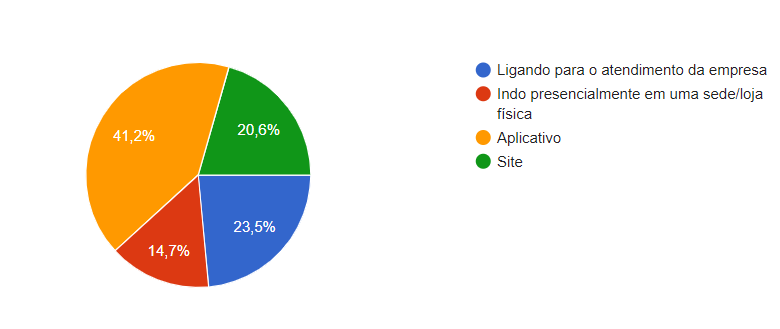 41,2%
20,6%
23,5%
14,7%
Ligando para o atendimento da empresa
Indo presencialmente em uma sede/loja
física
Aplicativo
Site